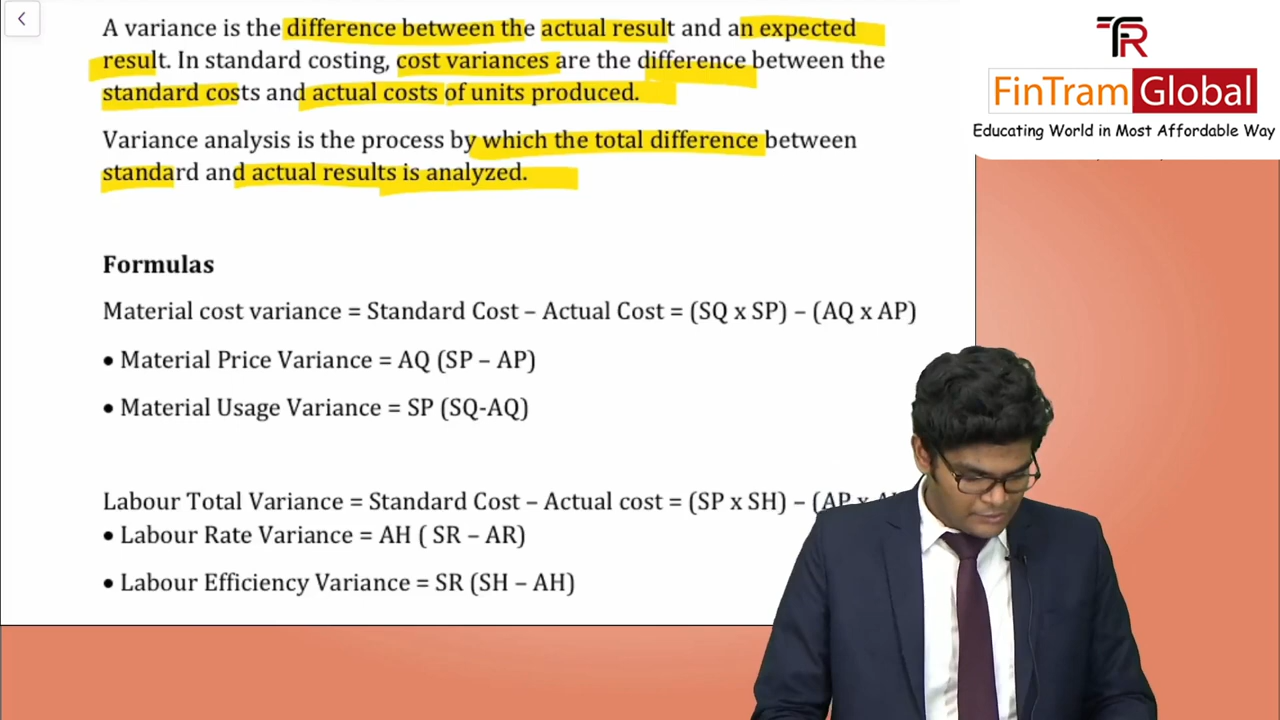 A variance is the difference between the actual result and an expected
result. In standard costing, cost variances are the difference between the
standard costs and actual costs of units produced.
Variance analysis is the process by which the total difference between
standard and actual results is analyzed.
Formulas
Material cost variance = Standard Cost – Actual Cost = (SQ x SP) – (AQ x AP)
• Material Price Variance = AQ (SP – AP)
• Material Usage Variance = SP (SQ-AQ)
Labour Total Variance = Standard Cost – Actual cost = (SP x SH) – (AP x
• Labour Rate Variance = AH ( SR – AR)
• Labour Efficiency Variance = SR (SH – AH)
FinTram Global
Educating World in Most Affordable Way